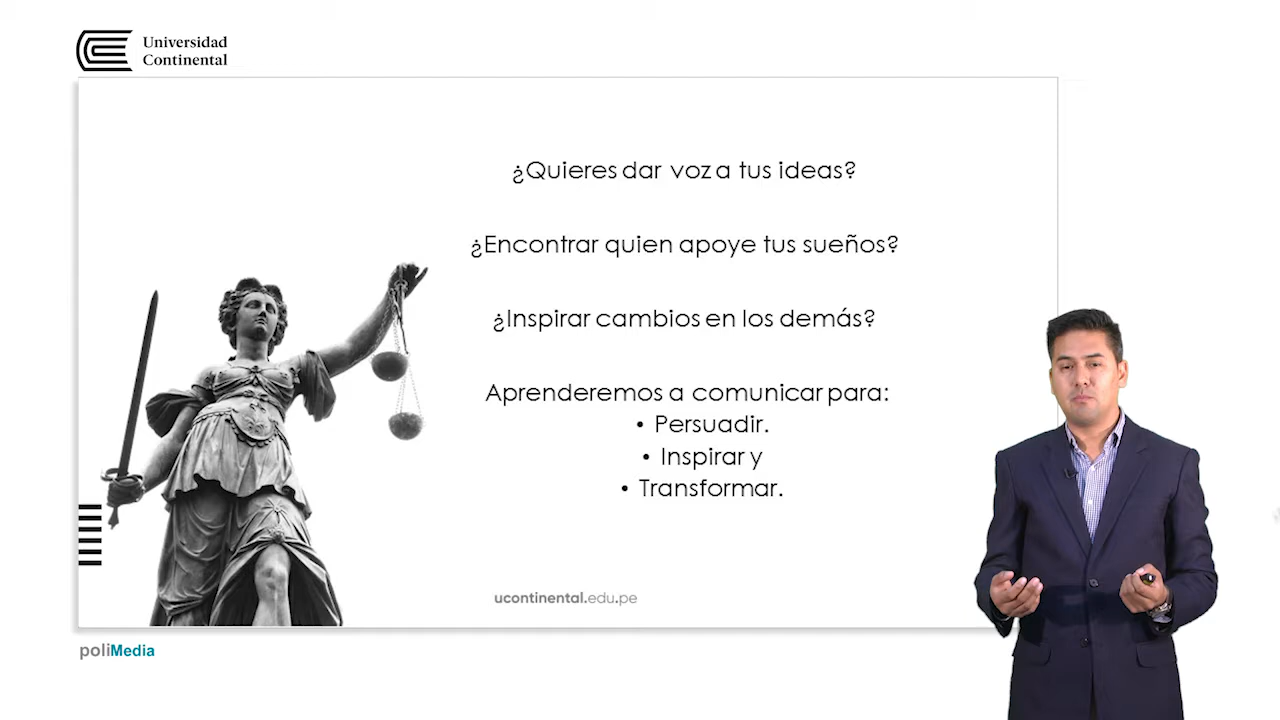 Universidad
Continental
¿Quieres dar voz a tus ideas?
¿Encontrar quien apoye tus sueños?
¿Inspirar cambios en los demás?
Aprenderemos a comunicar para:
• Persuadir.
• Inspirar y
• Transformar.
ucontinental.edu.pe
poliMedia